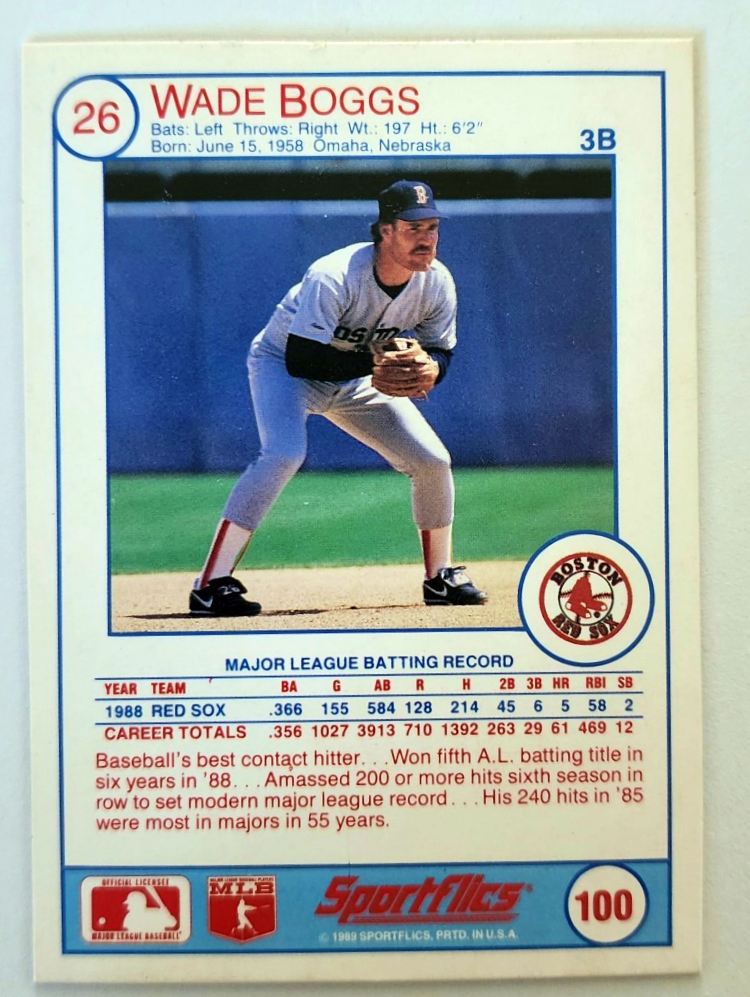 26
WADE BOGGS
Bats: Left Throws: Right Wt.: 197 Ht.: 6'2"
Born: June 15, 1958 Omaha, Nebraska
3B
B
BOSTON
RED SOX
MAJOR LEAGUE BATTING RECORD
YEAR TEAM BA G AB R H 2B 3B HR RBI SB
1988 RED SOX .366 155 584 128 214 45 6 5 58 2
CAREER TOTALS .356 1027 3913 710 1392 263 29 61 469 12
Baseball's best contact hitter...Won fifth A.L. batting title in
six years in '88...Amassed 200 or more hits sixth season in
row to set modern major league record...His 240 hits in '85
were most in majors in 55 years.
OFFICIAL LICENSEE
MAJOR LEAGUE BASEBALL
MAJOR LEAGUE BASEBALL PLAYERS
MLB
Sportflics
© 1989 SPORTFLICS, PRTD. IN U.S.A.
100